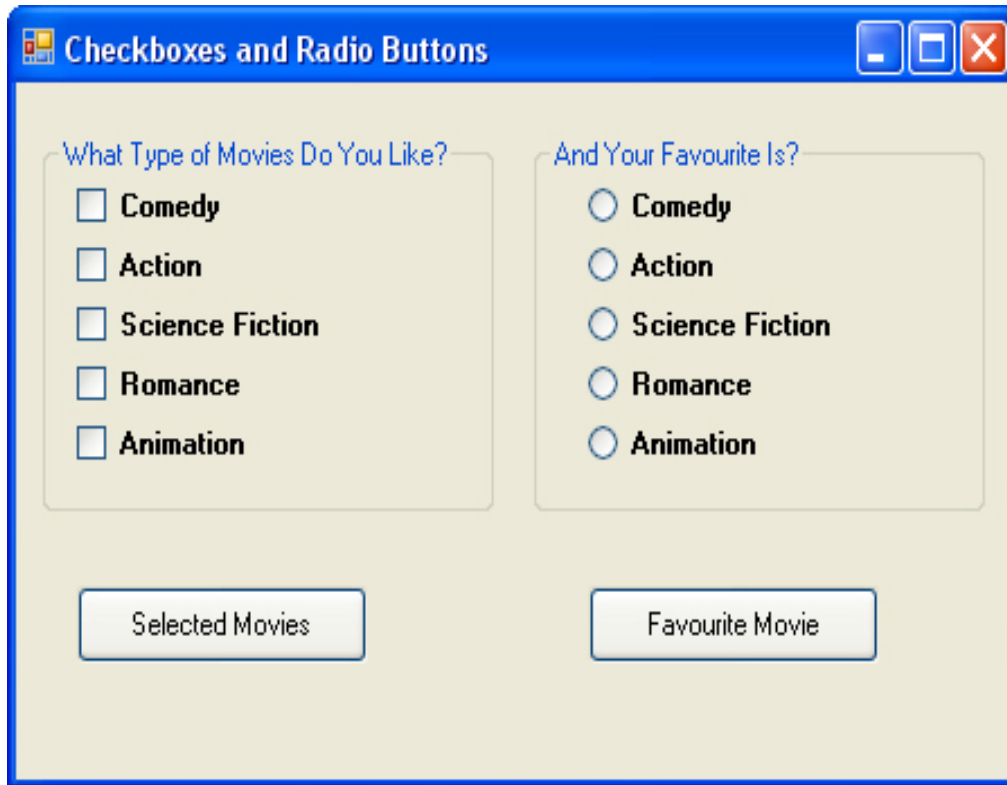 Checkboxes and Radio Buttons
What Type of Movies Do You Like?
Comedy
Action
Science Fiction
Romance
Animation
And Your Favourite Is?
Comedy
Action
Science Fiction
Romance
Animation
Selected Movies
Favourite Movie